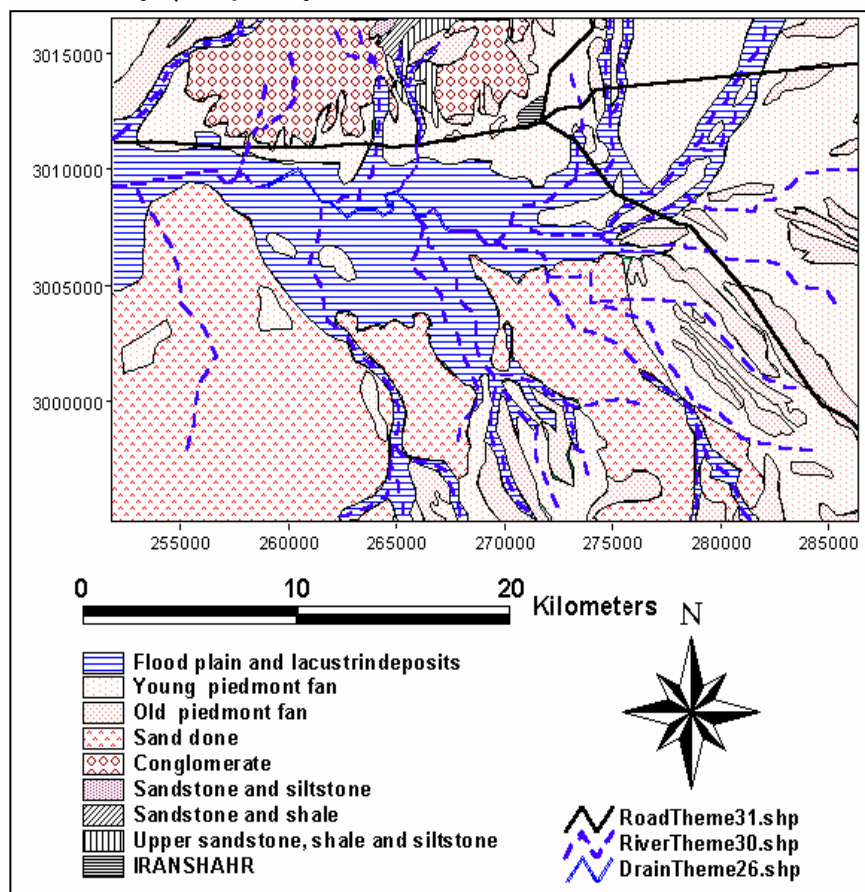 3015000
3010000
3005000
3000000
255000 260000 265000 270000 275000 280000 285000
0 10 20
Kilometers
N
Flood plain and lacustrindeposits
Young piedmont fan
Old piedmont fan
Sand done
Conglomerate
Sandstone and siltstone
Sandstone and shale
Upper sandstone, shale and siltstone
IRANSHAHR
RoadTheme31.shp
RiverTheme30.shp
DrainTheme26.shp